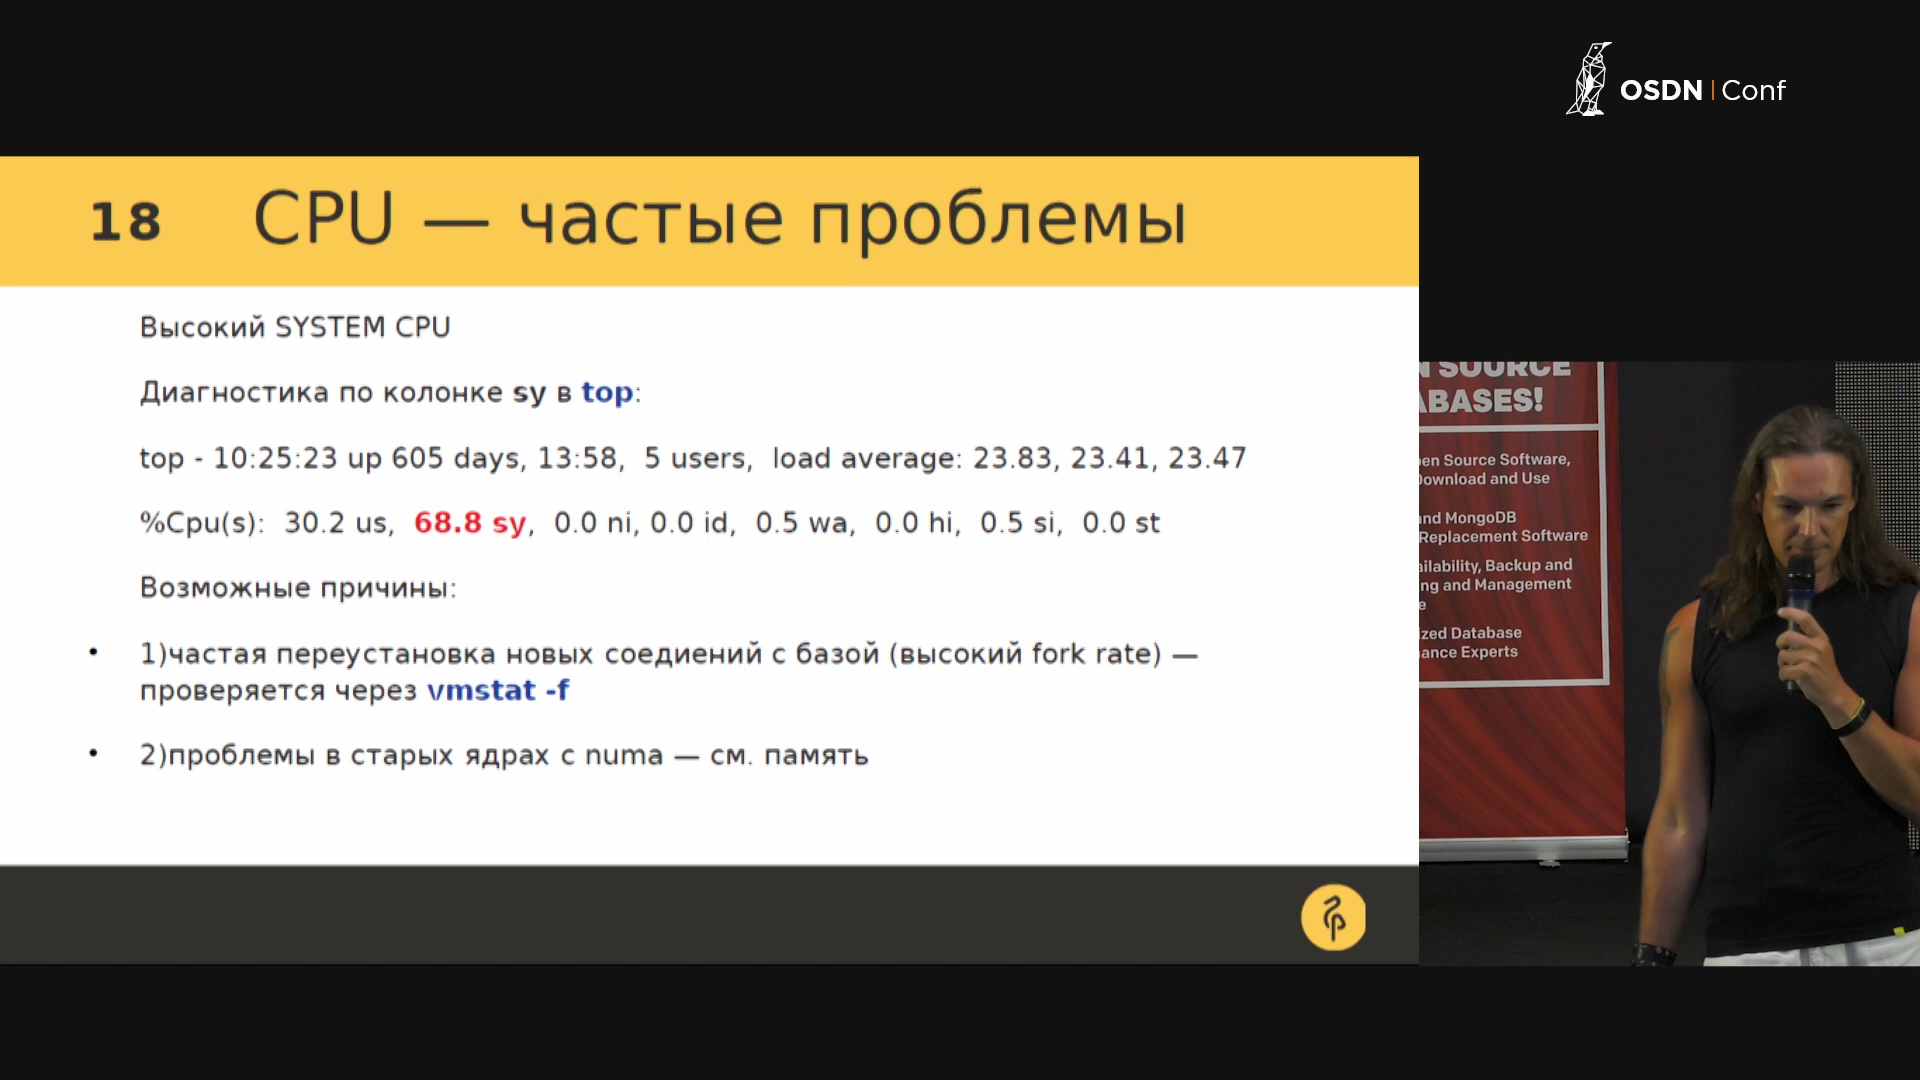 OSDN | Conf
18 CPU — частые проблемы
Высокий SYSTEM CPU
Диагностика по колонке sy в top:
top - 10:25:23 up 605 days, 13:58, 5 users, load average: 23.83, 23.41, 23.47
%Cpu(s): 30.2 us, 68.8 sy, 0.0 ni, 0.0 id, 0.5 wa, 0.0 hi, 0.5 si, 0.0 st
Возможные причины:
• 1)частая переустановка новых соедиений с базой (высокий fork rate) —
проверяется через vmstat -f
• 2)проблемы в старых ядрах с numa — см. память
N SOURCE
ABASES!
en Source Software,
Download and Use
and MongoDB
Replacement Software
ailability, Backup and
ng and Management
e
ized Database
ance Experts